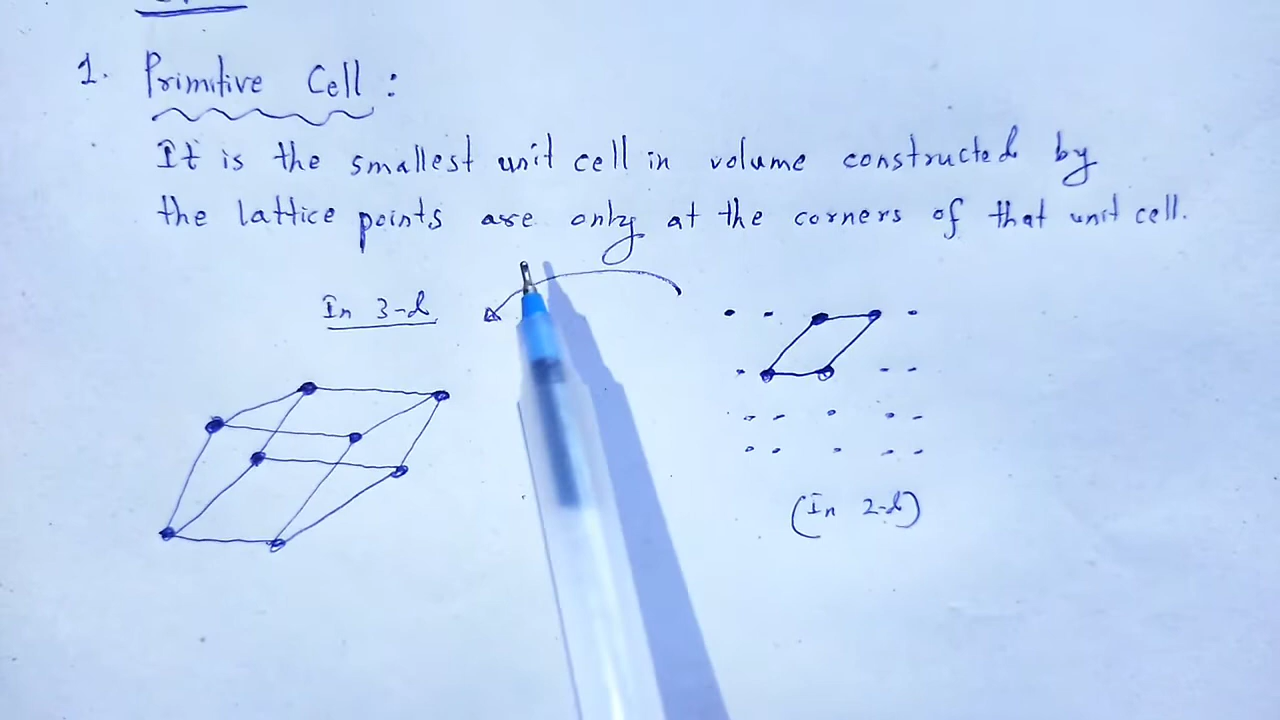 1. Primitive Cell :
It is the smallest unit cell in volume constructed by
the lattice points are only at the corners of that unit cell.
In 3-d
(In 2-d)